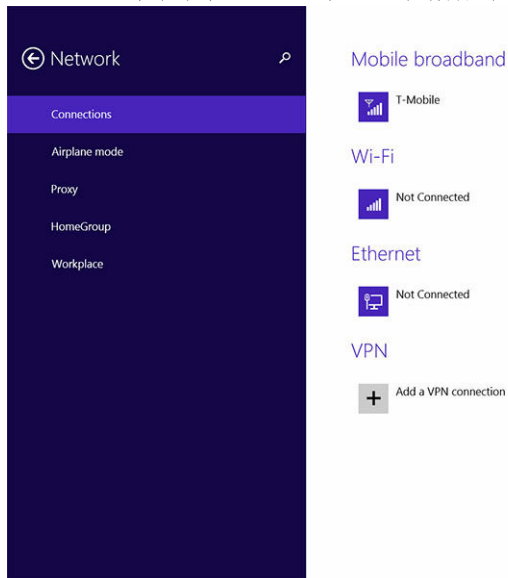 Network
Connections
Airplane mode
Proxy
HomeGroup
Workplace
Mobile broadband
T-Mobile
Wi-Fi
Not Connected
Ethernet
Not Connected
VPN
Add a VPN connection